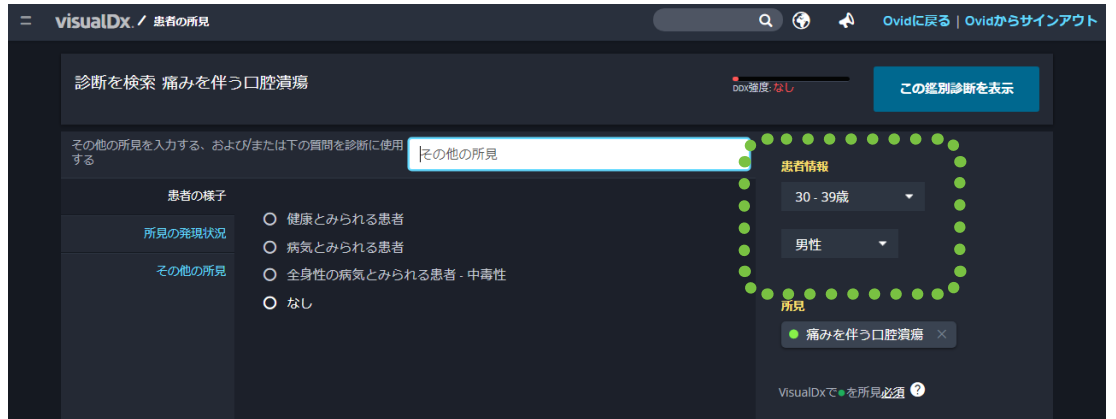 visualDx. / 患者の所見
Ovidに戻る | Ovidからサインアウト
診断を検索 痛みを伴う口腔潰瘍
DDX強度:なし
この鑑別診断を表示
その他の所見を入力する、および/または下の質問を診断に使用
する
その他の所見
患者の様子
所見の発現状況
その他の所見
健康とみられる患者
病気とみられる患者
全身性の病気とみられる患者 - 中毒性
なし
患者情報
30 - 39歳
男性
所見
痛みを伴う口腔潰瘍 ×
VisualDxで●を所見必須 ?